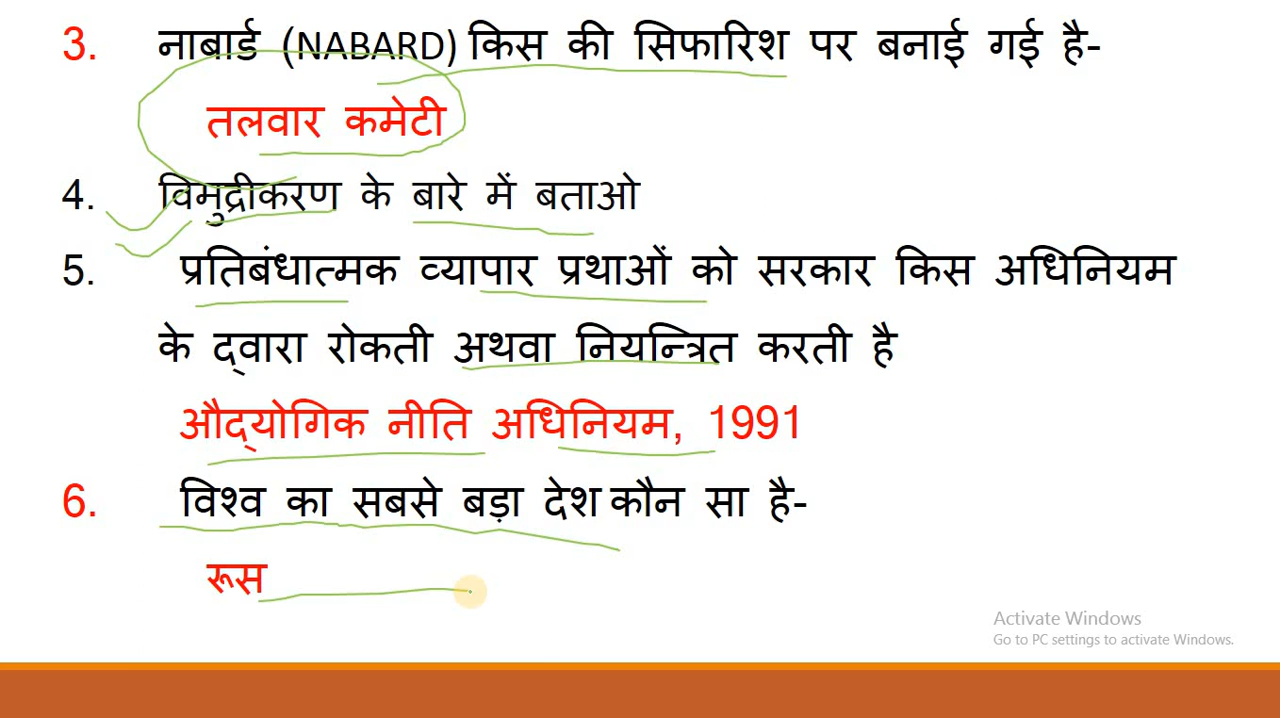 3. नाबार्ड (NABARD) किस की सिफारिश पर बनाई गई है-
तलवार कमेटी
4. विमुद्रीकरण के बारे में बताओ
5. प्रतिबंधात्मक व्यापार प्रथाओं को सरकार किस अधिनियम
के द्वारा रोकती अथवा नियन्त्रित करती है
औद्योगिक नीति अधिनियम, 1991
6. विश्व का सबसे बड़ा देश कौन सा है-
रूस
Activate Windows
Go to PC settings to activate Windows.